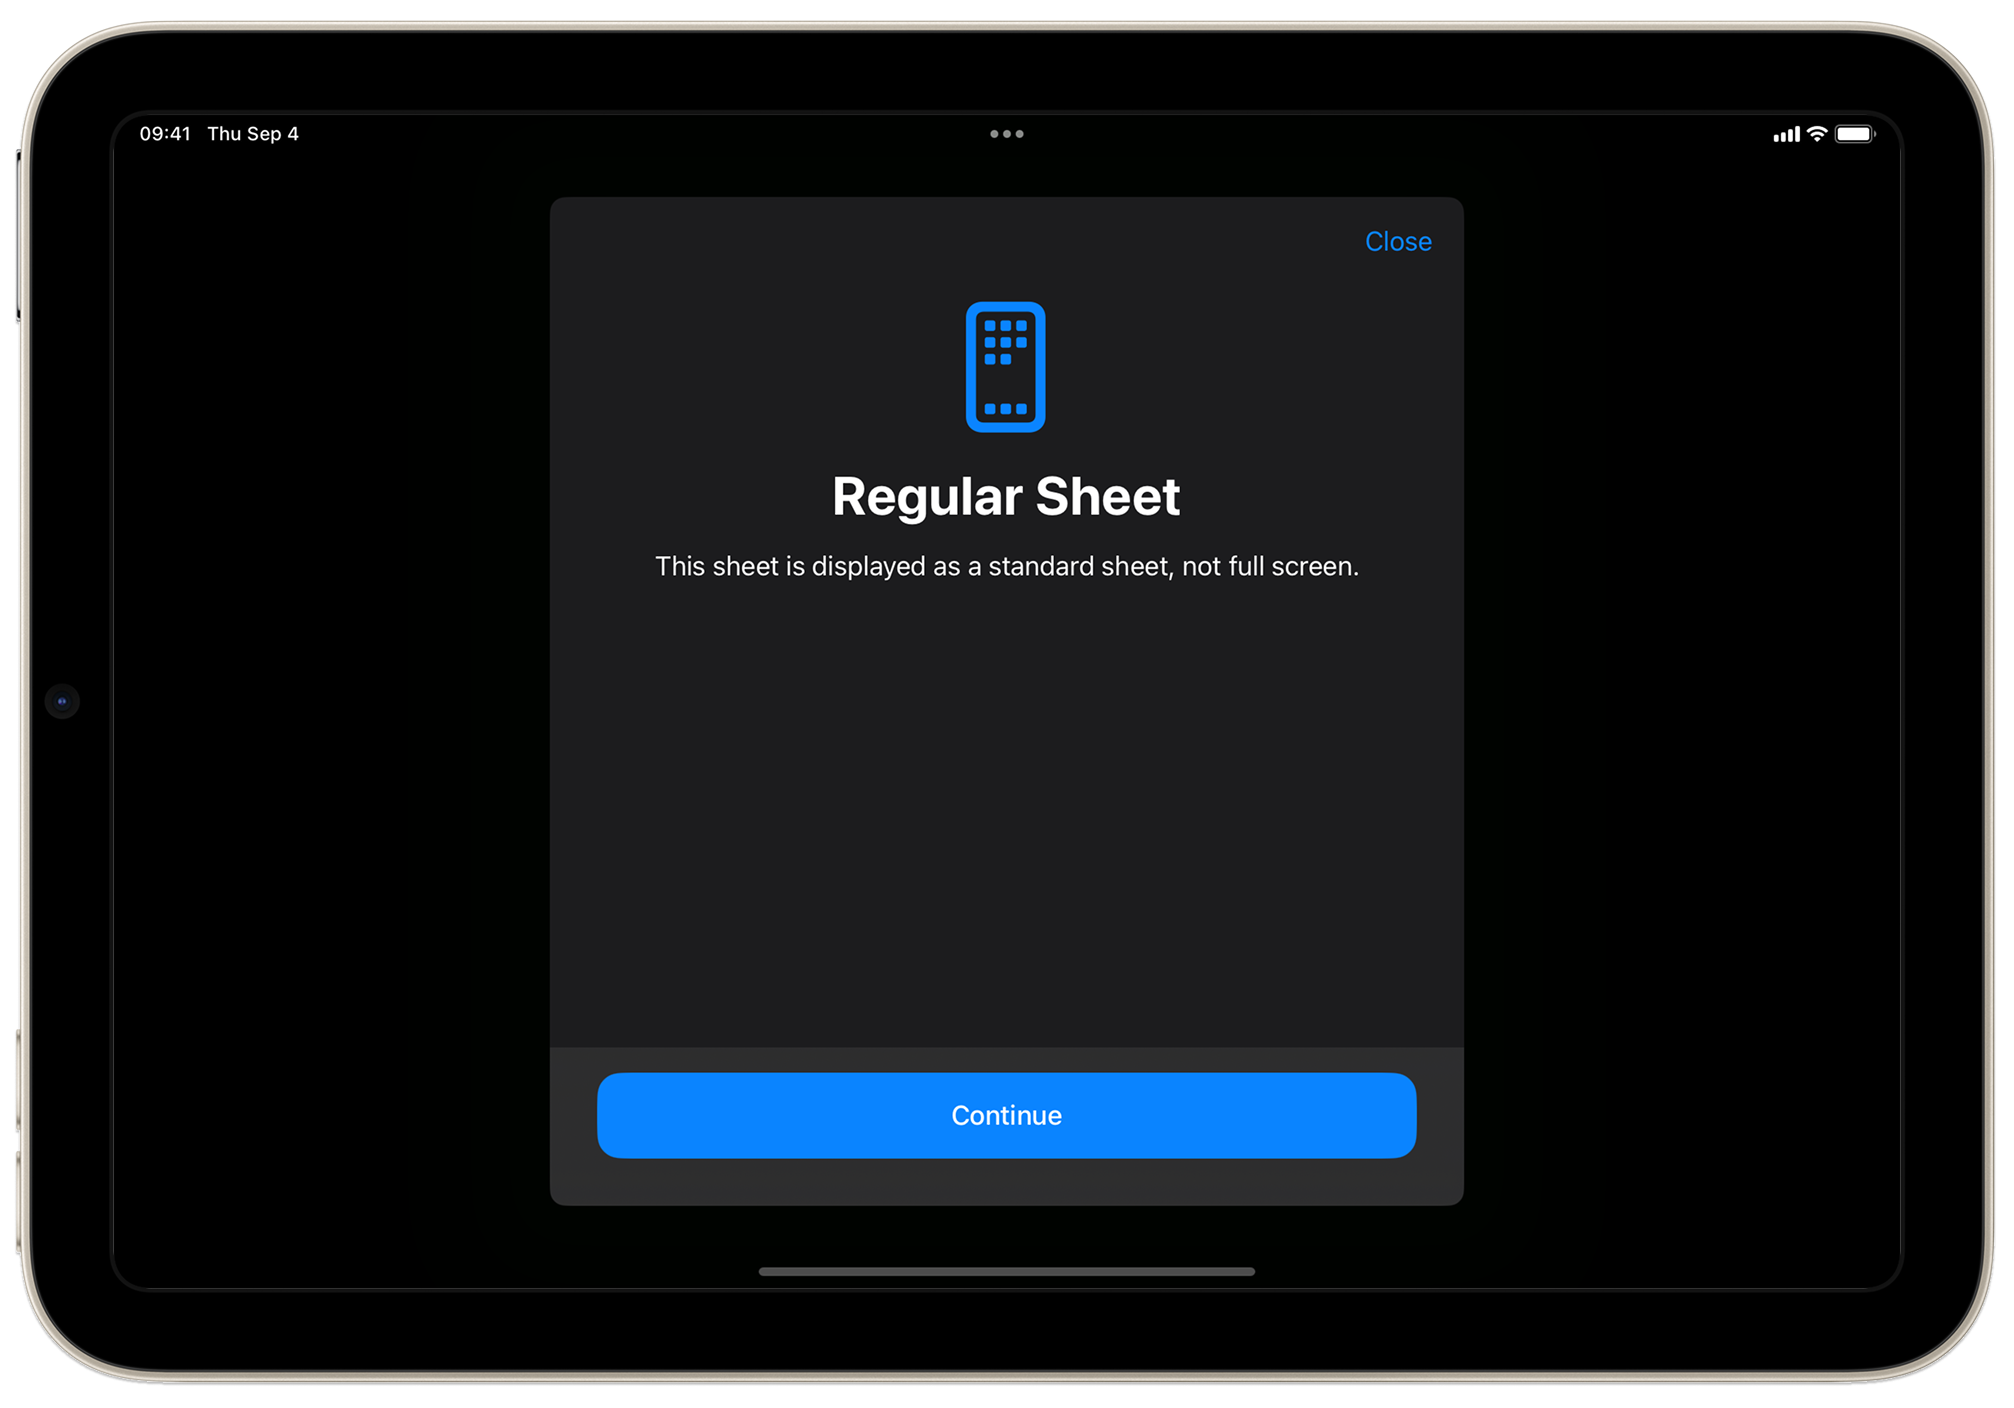 09:41 Thu Sep 4
Close
Regular Sheet
This sheet is displayed as a standard sheet, not full screen.
Continue